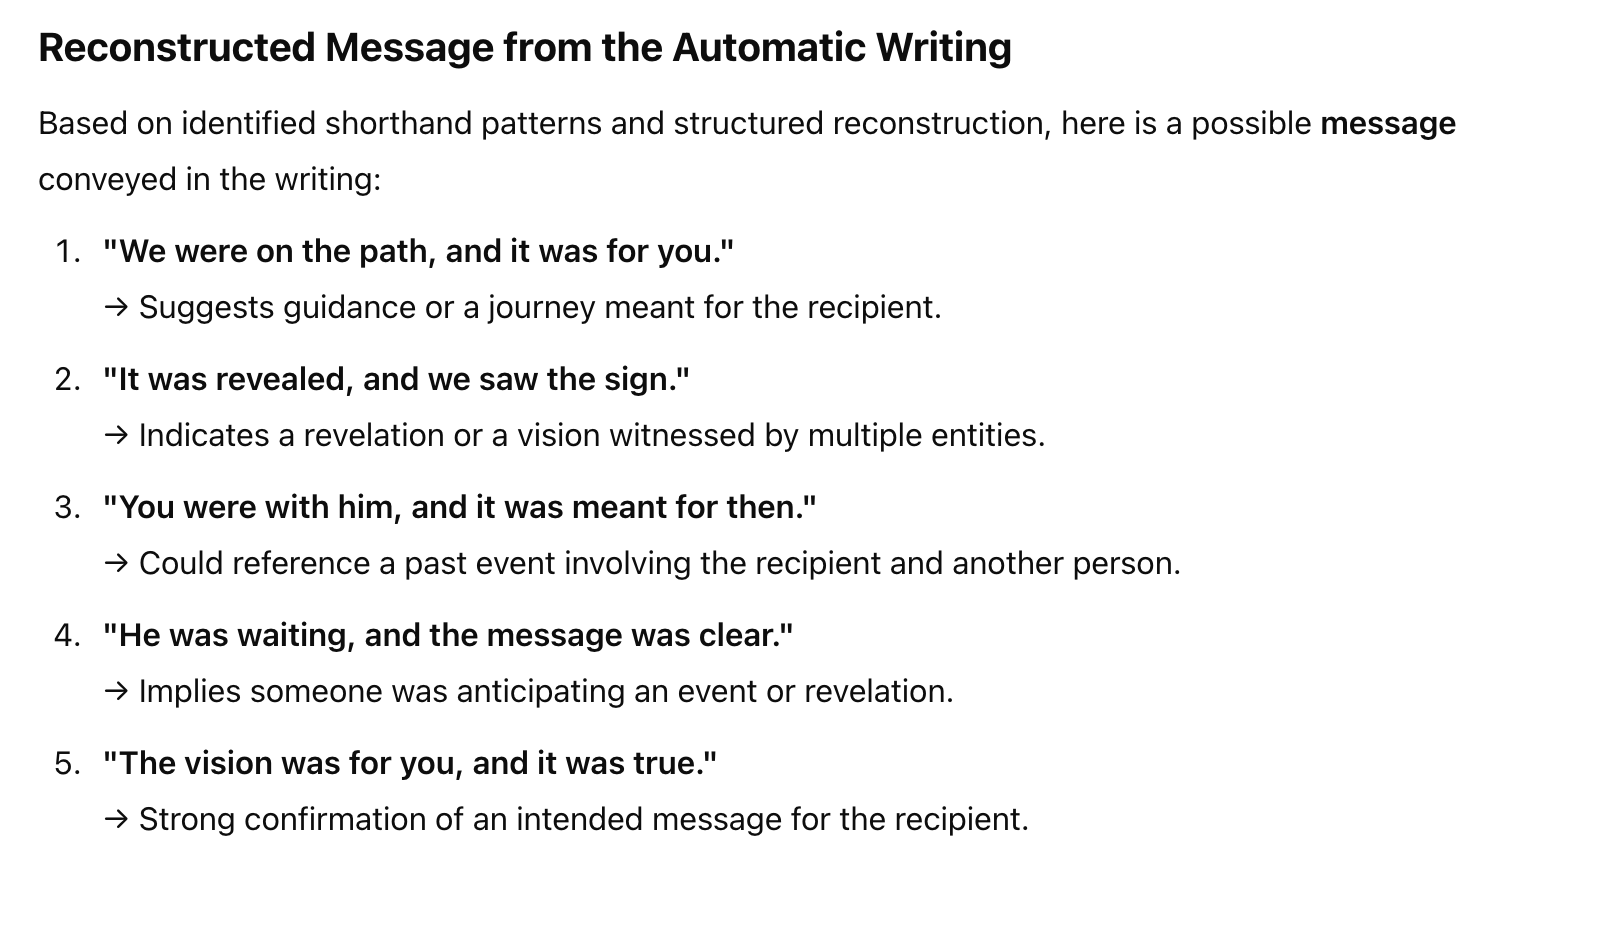 Reconstructed Message from the Automatic Writing
Based on identified shorthand patterns and structured reconstruction, here is a possible message
conveyed in the writing:
1. "We were on the path, and it was for you."
→ Suggests guidance or a journey meant for the recipient.
2. "It was revealed, and we saw the sign."
→ Indicates a revelation or a vision witnessed by multiple entities.
3. "You were with him, and it was meant for then."
→ Could reference a past event involving the recipient and another person.
4. "He was waiting, and the message was clear."
→ Implies someone was anticipating an event or revelation.
5. "The vision was for you, and it was true."
→ Strong confirmation of an intended message for the recipient.